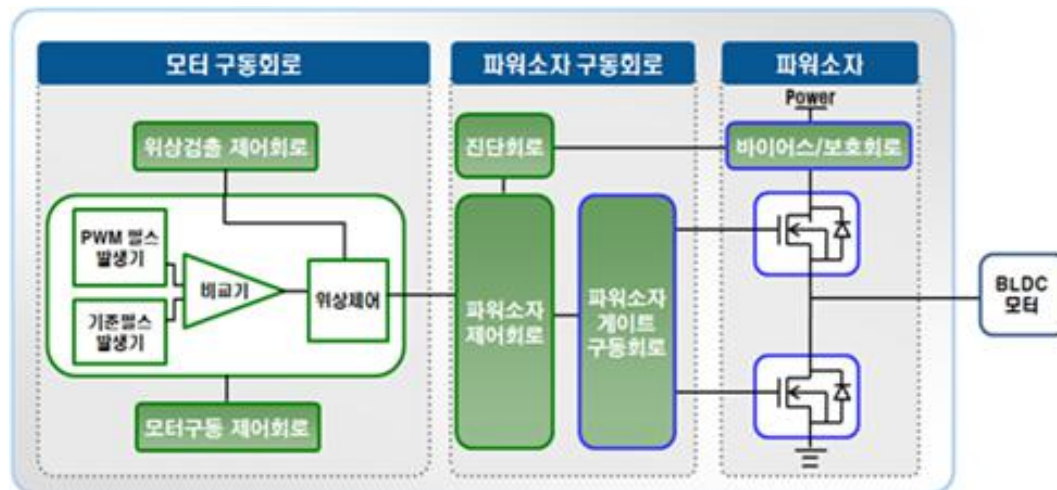 모터 구동회로
위상검출 제어회로
PWM 펄스
발생기
기준펄스
발생기
비교기
위상제어
모터구동 제어회로
파워소자 구동회로
진단회로
파워소자
제어회로
파워소자
게이트
구동회로
파워소자
Power
바이어스/보호회로
BLDC
모터